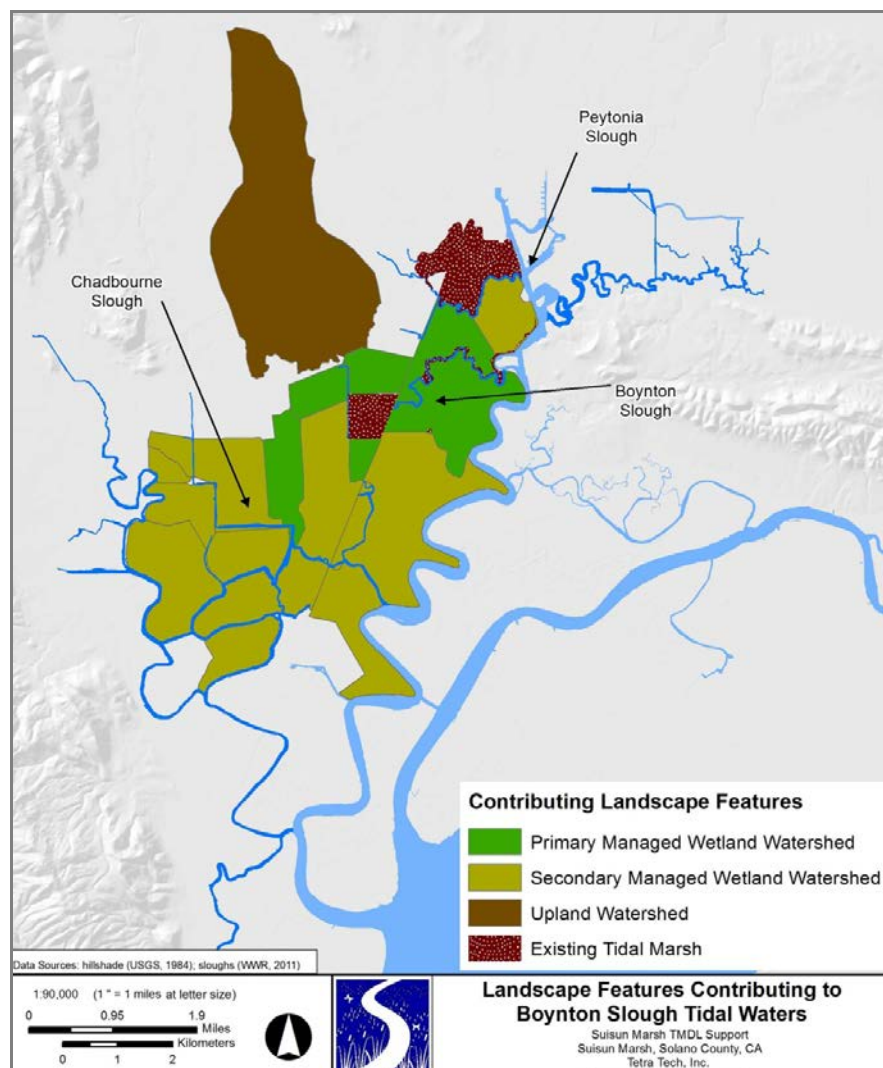 Peytonia
Slough
Chadbourne
Slough
Boynton
Slough
Contributing Landscape Features
Primary Managed Wetland Watershed
Secondary Managed Wetland Watershed
Upland Watershed
Existing Tidal Marsh
Data Sources: hillshade (USGS, 1984); sloughs (WWR, 2011)
1:90,000 (1 " = 1 miles at letter size)
0 0.95 1.9
Miles
Kilometers
0 1 2
Landscape Features Contributing to
Boynton Slough Tidal Waters
Suisun Marsh TMDL Support
Suisun Marsh, Solano County, CA
Tetra Tech, Inc.